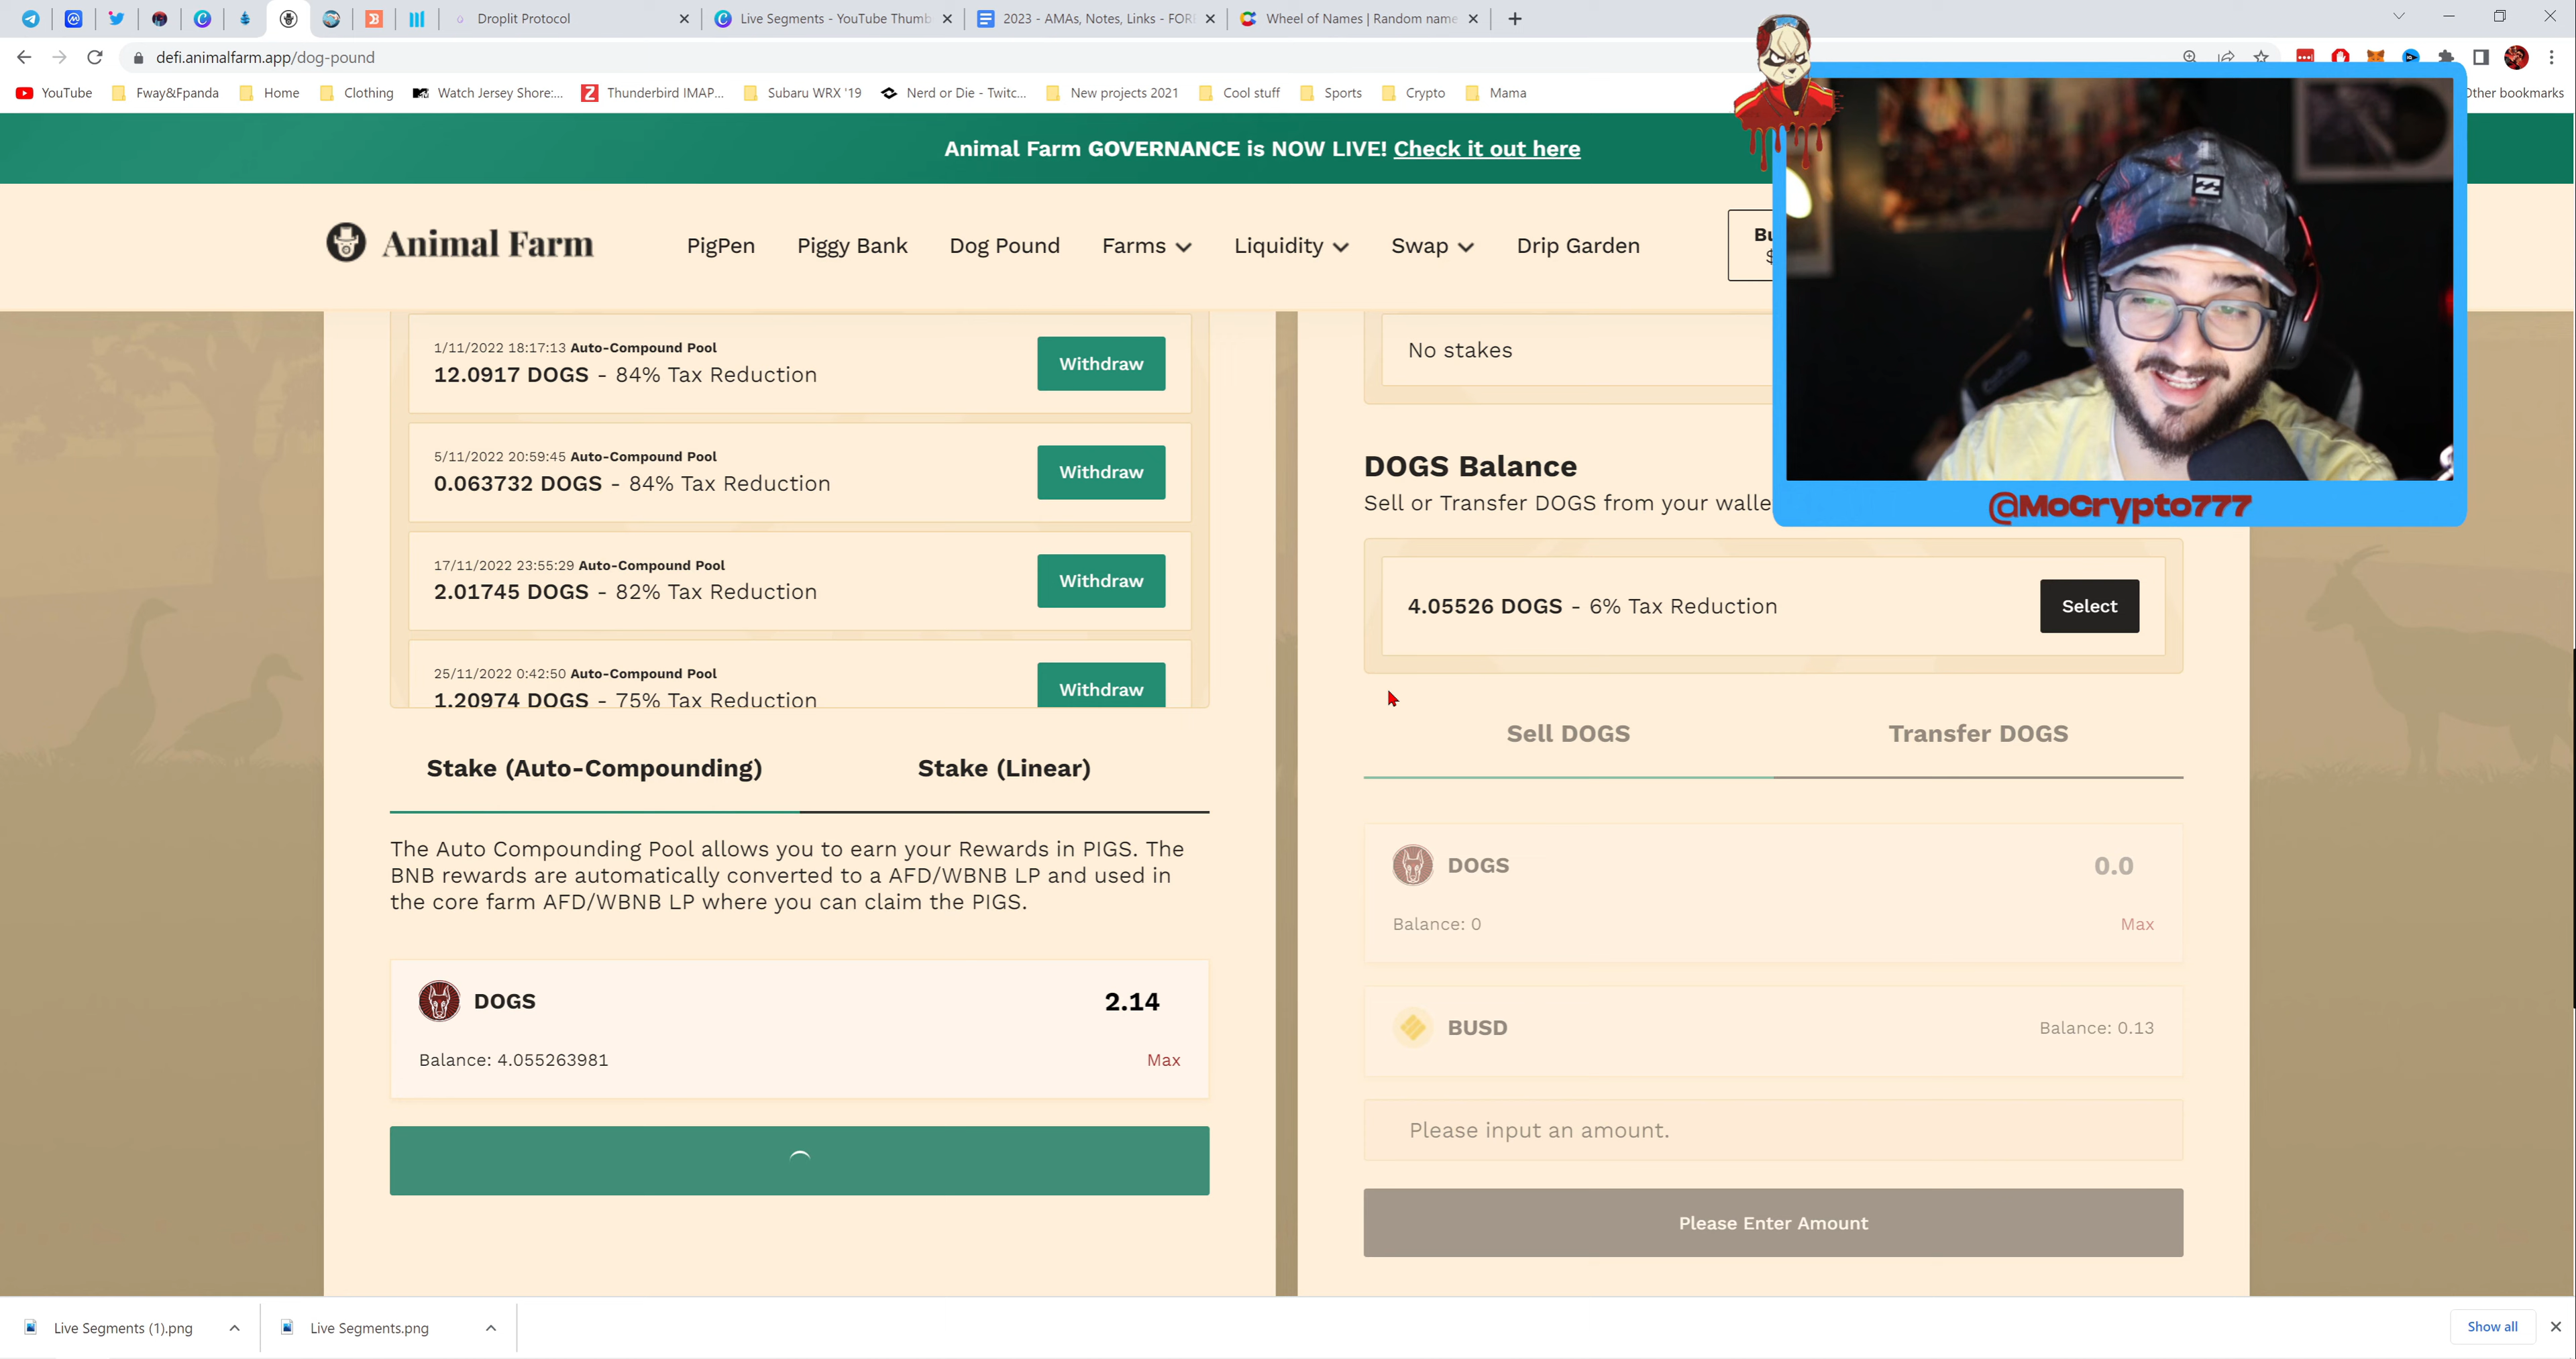 Droplit Protocol
Live Segments - YouTube Thumb
2023 - AMAs, Notes, Links - FOR
Wheel of Names | Random name
defi.animalfarm.app/dog-pound
YouTube
Fway&Fpanda
Home
Clothing
Watch Jersey Shore:...
Thunderbird IMAP...
Subaru WRX '19
Nerd or Die - Twitc...
New projects 2021
Cool stuff
Sports
Crypto
Mama
Other bookmarks
Animal Farm GOVERNANCE is NOW LIVE! Check it out here
Animal Farm
PigPen
Piggy Bank
Dog Pound
Farms
Liquidity
Swap
Drip Garden
Bu
$
1/11/2022 18:17:13 Auto-Compound Pool
12.0917 DOGS - 84% Tax Reduction
Withdraw
5/11/2022 20:59:45 Auto-Compound Pool
0.063732 DOGS - 84% Tax Reduction
Withdraw
17/11/2022 23:55:29 Auto-Compound Pool
2.01745 DOGS - 82% Tax Reduction
Withdraw
25/11/2022 0:42:50 Auto-Compound Pool
1.20974 DOGS - 75% Tax Reduction
Withdraw
Stake (Auto-Compounding)
Stake (Linear)
The Auto Compounding Pool allows you to earn your Rewards in PIGS. The
BNB rewards are automatically converted to a AFD/WBNB LP and used in
the core farm AFD/WBNB LP where you can claim the PIGS.
DOGS
2.14
Balance: 4.055263981
Max
No stakes
DOGS Balance
Sell or Transfer DOGS from your walle
@MoCrypto777
4.05526 DOGS - 6% Tax Reduction
Select
Sell DOGS
Transfer DOGS
DOGS
0.0
Balance: 0
Max
BUSD
Balance: 0.13
Please input an amount.
Please Enter Amount
Live Segments (1).png
Live Segments.png
Show all